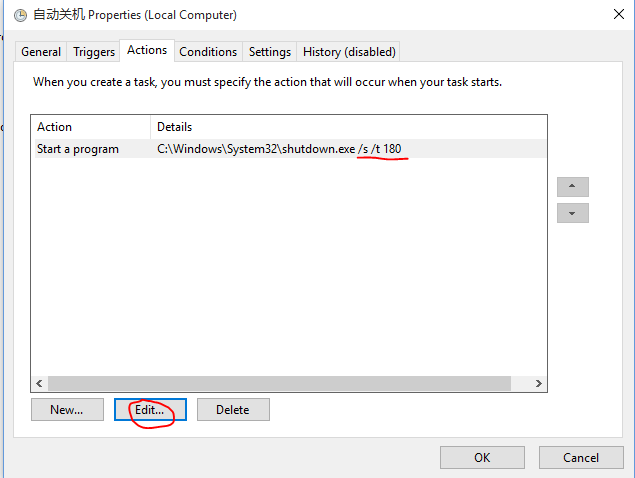 自动关机 Properties (Local Computer)
General Triggers Actions Conditions Settings History (disabled)
When you create a task, you must specify the action that will occur when your task starts.
Action Details
Start a program C:\Windows\System32\shutdown.exe /s /t 180
New... Edit... Delete
OK Cancel